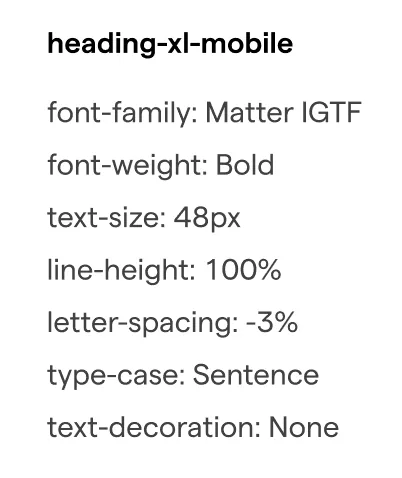 heading-xl-mobile
font-family: Matter IGTF
font-weight: Bold
text-size: 48px
line-height: 100%
letter-spacing: -3%
type-case: Sentence
text-decoration: None